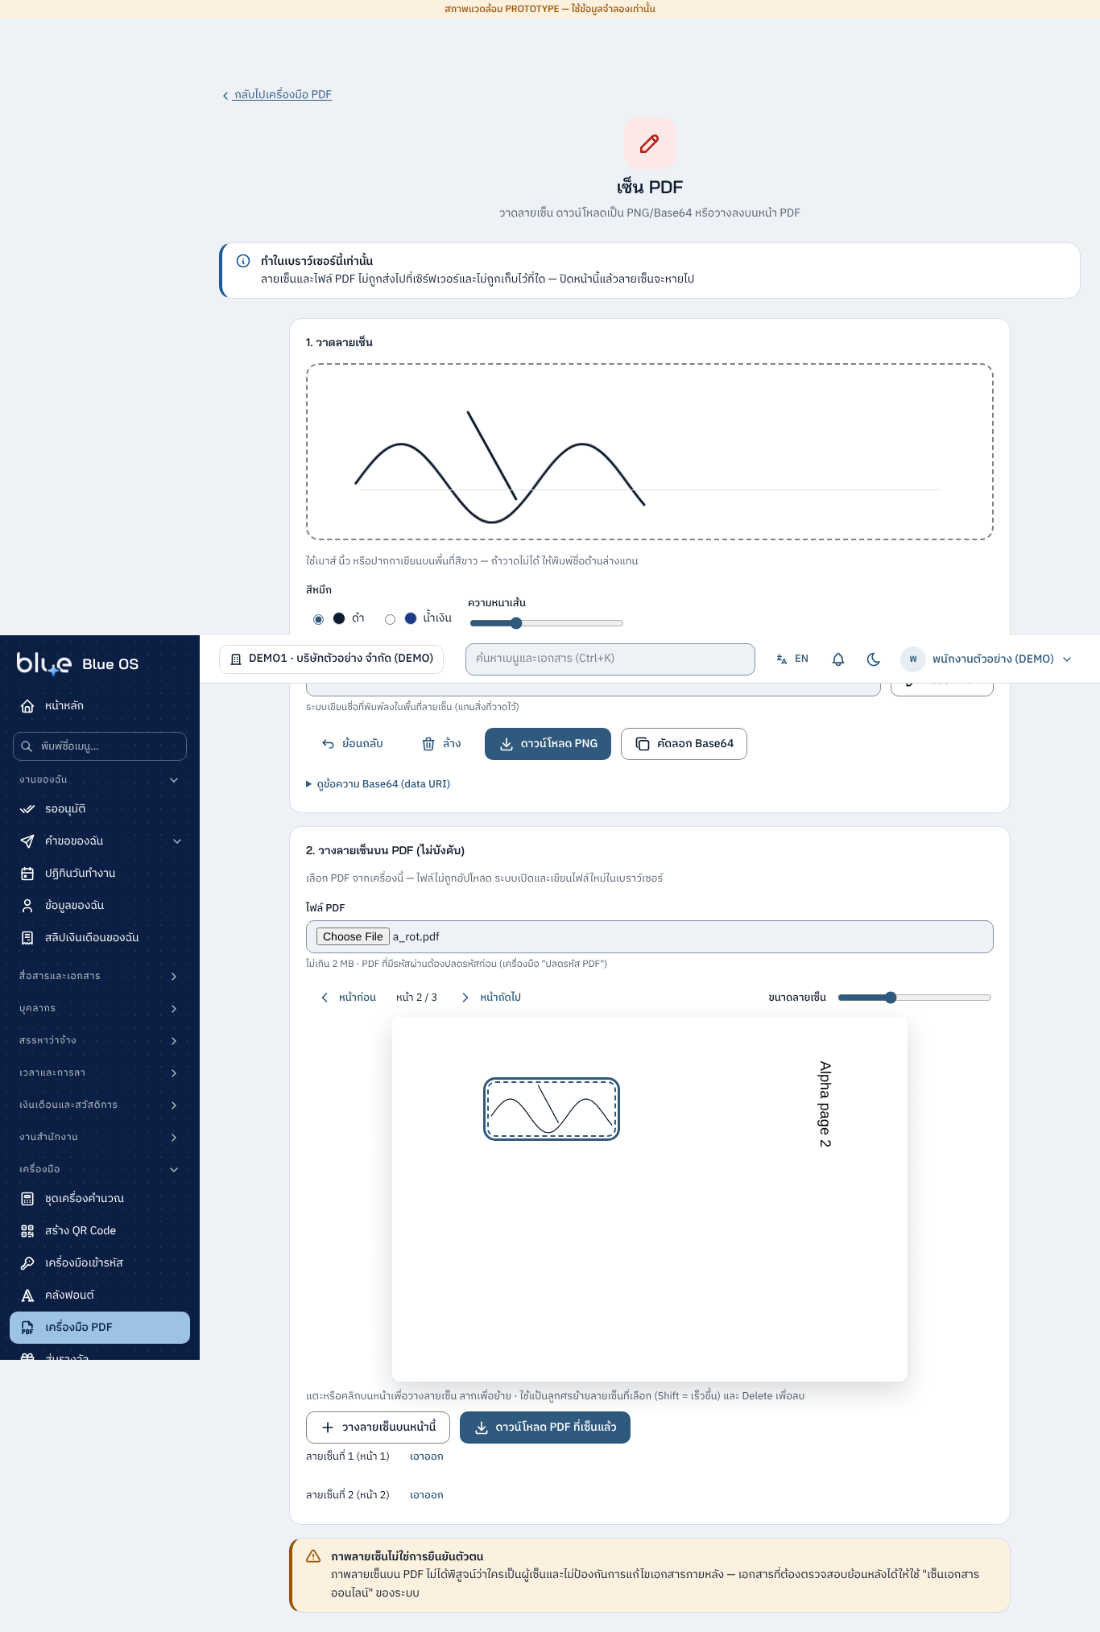 สภาพแวดล้อม PROTOTYPE — ใช้ข้อมูลจำลองเท่านั้น
กลับไปเครื่องมือ PDF
เซ็น PDF
วาดลายเซ็น ดาวน์โหลดเป็น PNG/Base64 หรือวางลงบนหน้า PDF
ทำในเบราว์เซอร์นี้เท่านั้น
ลายเซ็นและไฟล์ PDF ไม่ถูกส่งไปที่เซิร์ฟเวอร์และไม่ถูกเก็บไว้ที่ใด — ปิดหน้านี้แล้วลายเซ็นจะหายไป
1. วาดลายเซ็น
ใช้เมาส์ นิ้ว หรือปากกาเขียนบนพื้นที่สีขาว — ถ้าวาดไม่ได้ ให้พิมพ์ชื่อด้านล่างแทน
สีหมึก
ความหนาเส้น
ดำ
น้ำเงิน
blue Blue OS
DEMO1 · บริษัทตัวอย่าง จำกัด (DEMO)
ค้นหาเมนูและเอกสาร (Ctrl+K)
EN
พ
พนักงานตัวอย่าง (DEMO)
หน้าหลัก
พิมพ์ชื่อเมนู...
งานของฉัน
รออนุมัติ
คำขอของฉัน
ปฏิทินวันทำงาน
ข้อมูลของฉัน
สลิปเงินเดือนของฉัน
สื่อสารและเอกสาร
บุคลากร
สรรหาว่าจ้าง
เวลาและการลา
เงินเดือนและสวัสดิการ
งานสำนักงาน
เครื่องมือ
ชุดเครื่องคำนวณ
สร้าง QR Code
เครื่องมือเข้ารหัส
คลังฟอนต์
เครื่องมือ PDF
สุ่มรางวัล
ระบบเขียนชื่อที่พิมพ์ลงในพื้นที่ลายเซ็น (แทนสิ่งที่วาดไว้)
ย้อนกลับ
ล้าง
ดาวน์โหลด PNG
คัดลอก Base64
ดูข้อความ Base64 (data URI)
2. วางลายเซ็นบน PDF (ไม่บังคับ)
เลือก PDF จากเครื่องนี้ — ไฟล์ไม่ถูกอัปโหลด ระบบเปิดและเขียนไฟล์ใหม่ในเบราว์เซอร์
ไฟล์ PDF
Choose File a_rot.pdf
ไม่เกิน 2 MB · PDF ที่มีรหัสผ่านต้องปลดรหัสก่อน (เครื่องมือ "ปลดรหัส PDF")
หน้าก่อน
หน้า 2 / 3
หน้าถัดไป
ขนาดลายเซ็น
Alpha page 2
แตะหรือคลิกบนหน้าเพื่อวางลายเซ็น ลากเพื่อย้าย · ใช้แป้นลูกศรย้ายลายเซ็นที่เลือก (Shift = เร็วขึ้น) และ Delete เพื่อลบ
วางลายเซ็นบนหน้านี้
ดาวน์โหลด PDF ที่เซ็นแล้ว
ลายเซ็นที่ 1 (หน้า 1) เอาออก
ลายเซ็นที่ 2 (หน้า 2) เอาออก
ภาพลายเซ็นไม่ใช่การยืนยันตัวตน
ภาพลายเซ็นบน PDF ไม่ได้พิสูจน์ว่าใครเป็นผู้เซ็นและไม่ป้องกันการแก้ไขเอกสารภายหลัง — เอกสารที่ต้องตรวจสอบย้อนหลังได้ให้ใช้ "เซ็นเอกสาร
ออนไลน์" ของระบบ